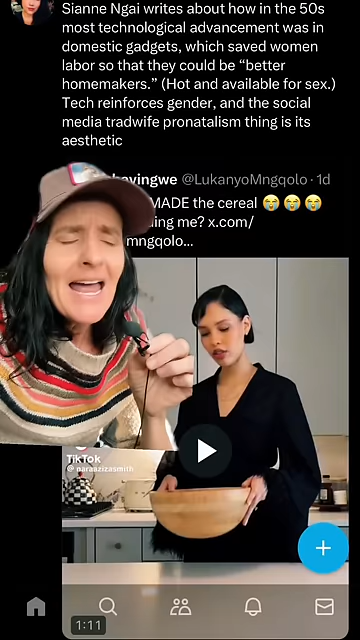 Sianne Ngai writes about how in the 50s
most technological advancement was in
domestic gadgets, which saved women
labor so that they could be “better
homemakers.” (Hot and available for sex.)
Tech reinforces gender, and the social
media tradwife pronatalism thing is its
aesthetic
@LukanyoMngqolo · 1d
MADE the cereal 😭😭😭
me? x.com/
mngqolo...
TikTok
@naraazizasmith
1:11